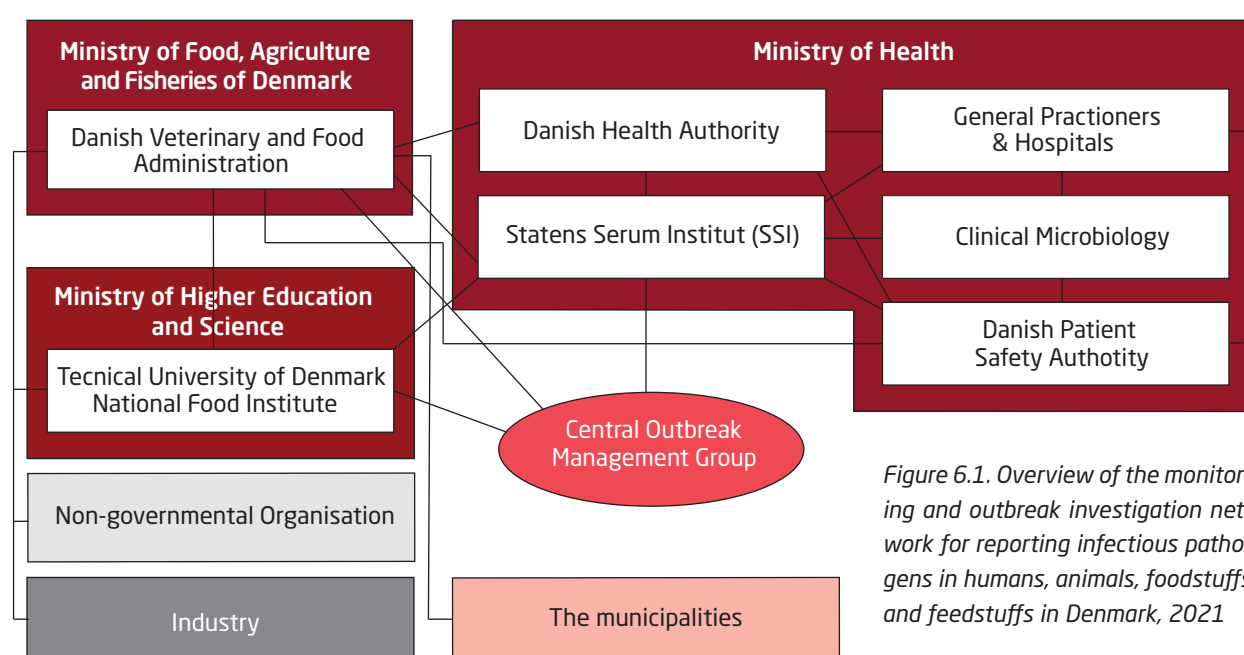 Ministry of Food, Agriculture
and Fisheries of Denmark
Danish Veterinary and Food
Administration
Ministry of Higher Education
and Science
Tecnical University of Denmark
National Food Institute
Non-governmental Organisation
Industry
Ministry of Health
Danish Health Authority
General Practioners
& Hospitals
Statens Serum Institut (SSI)
Clinical Microbiology
Danish Patient
Safety Authotity
Central Outbreak
Management Group
The municipalities
Figure 6.1. Overview of the monitor-
ing and outbreak investigation net-
work for reporting infectious patho-
gens in humans, animals, foodstuffs
and feedstuffs in Denmark, 2021